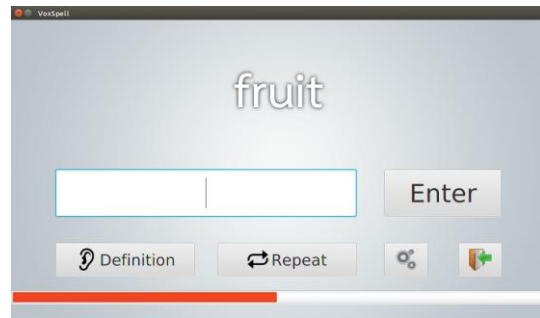 VoxSpell
fruit
Enter
Definition
Repeat